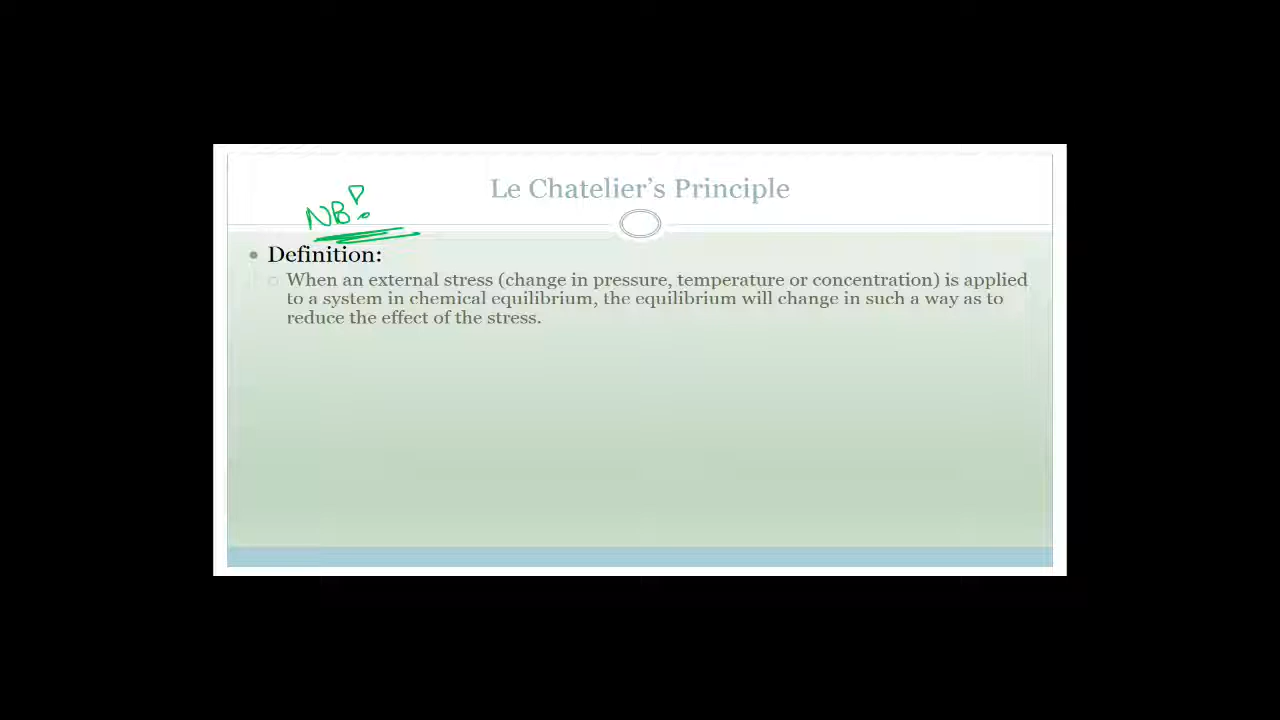 Le Chatelier's Principle
NB!
Definition:
When an external stress (change in pressure, temperature or concentration) is applied
to a system in chemical equilibrium, the equilibrium will change in such a way as to
reduce the effect of the stress.